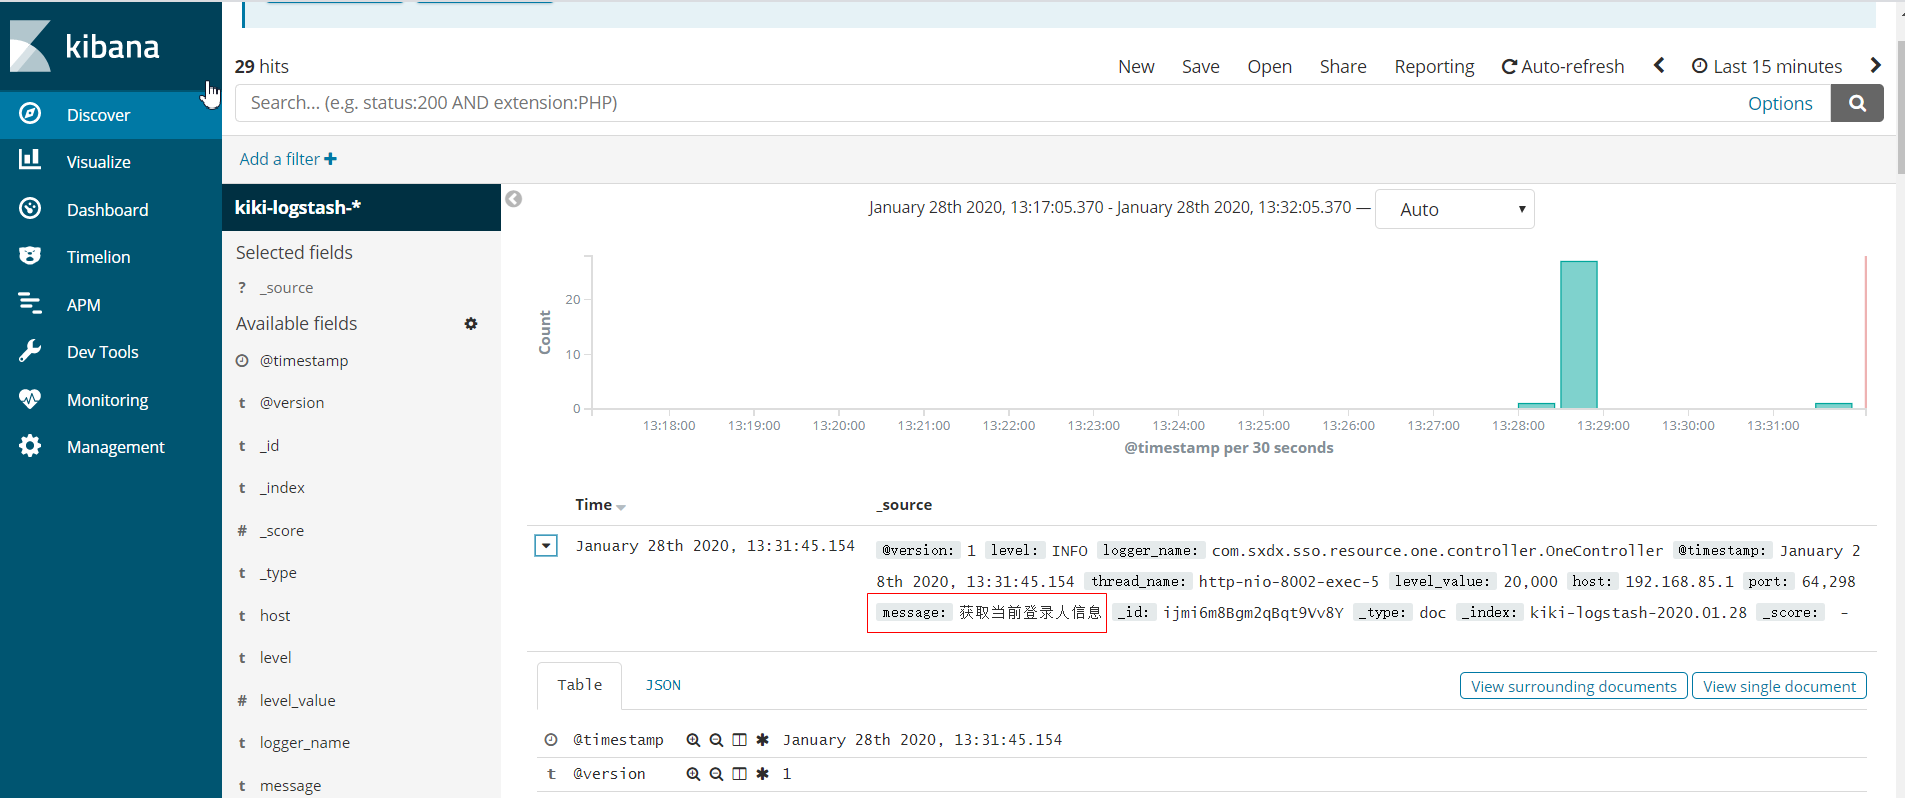 kibana
Discover
Visualize
Dashboard
Timelion
APM
Dev Tools
Monitoring
Management
29 hits
New Save Open Share Reporting Auto-refresh Last 15 minutes
Search... (e.g. status:200 AND extension:PHP) Options
Add a filter
kiki-logstash-*
Selected fields
? _source
Available fields
@timestamp
t @version
t _id
t _index
# _score
t _type
t host
t level
# level_value
t logger_name
t message
January 28th 2020, 13:17:05.370 - January 28th 2020, 13:32:05.370 — Auto
Count
20
10
0
13:18:00 13:19:00 13:20:00 13:21:00 13:22:00 13:23:00 13:24:00 13:25:00 13:26:00 13:27:00 13:28:00 13:29:00 13:30:00 13:31:00
@timestamp per 30 seconds
Time _source
January 28th 2020, 13:31:45.154 @version: 1 level: INFO logger_name: com.sxdx.sso.resource.one.controller.OneController @timestamp: January 2
8th 2020, 13:31:45.154 thread_name: http-nio-8002-exec-5 level_value: 20,000 host: 192.168.85.1 port: 64,298
message: 获取当前登录人信息 _id: ijmi6m8Bgm2qBqt9Vv8Y _type: doc _index: kiki-logstash-2020.01.28 _score: -
Table JSON View surrounding documents View single document
@timestamp January 28th 2020, 13:31:45.154
t @version 1